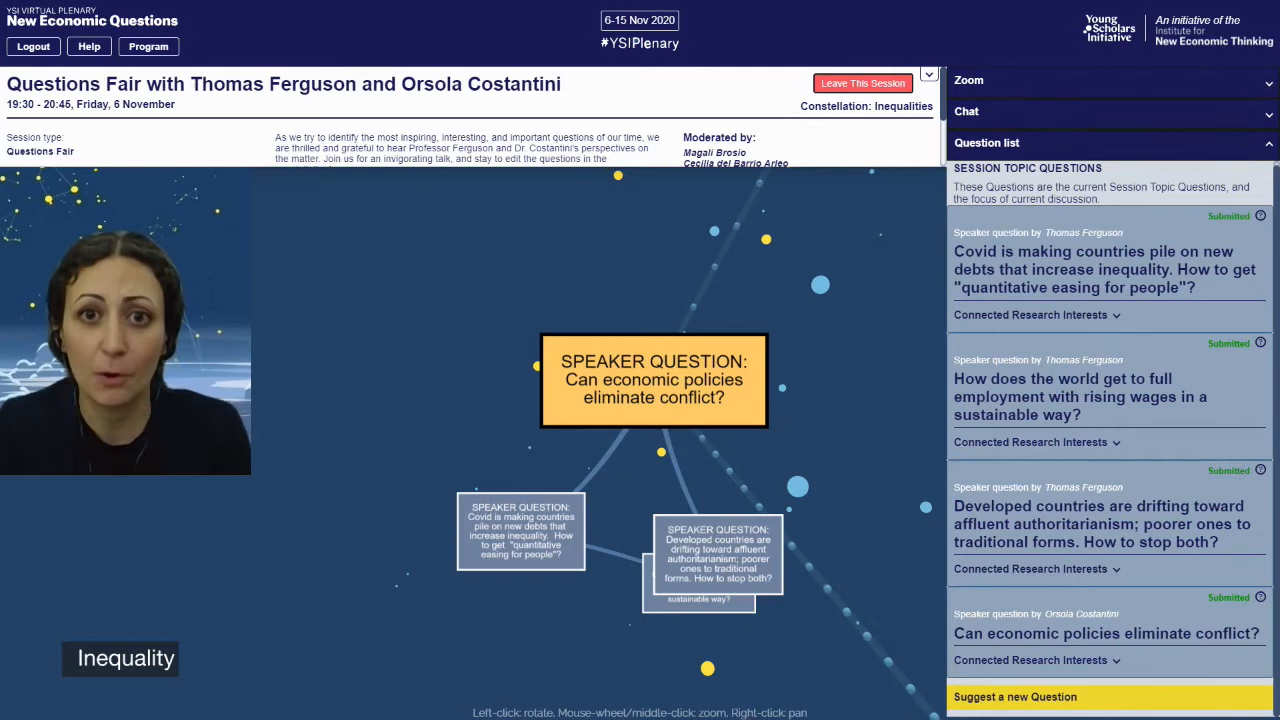 YSI VIRTUAL PLENARY
New Economic Questions
Logout
Help
Program
6-15 Nov 2020
#YSIPlenary
Young
Scholars
Initiative
An initiative of the
Institute for
New Economic Thinking
Questions Fair with Thomas Ferguson and Orsola Costantini
19:30 - 20:45, Friday, 6 November
Leave This Session
Constellation: Inequalities
Session type:
Questions Fair
As we try to identify the most inspiring, interesting, and important questions of our time, we
are thrilled and grateful to hear Professor Ferguson and Dr. Costantini's perspectives on
the matter. Join us for an invigorating talk, and stay to edit the questions in the
Moderated by:
Magali Brosio
Cecilia del Barrio Arleo
SPEAKER QUESTION:
Can economic policies
eliminate conflict?
SPEAKER QUESTION:
Covid is making countries
pile on new debts that
increase inequality. How
to get "quantitative
easing for people"?
SPEAKER QUESTION:
Developed countries are
drifting toward affluent
authoritarianism; poorer
ones to traditional
forms. How to stop both?
sustainable way?
Inequality
Left-click: rotate, Mouse-wheel/middle-click: zoom, Right-click: pan
Zoom
Chat
Question list
SESSION TOPIC QUESTIONS
These Questions are the current Session Topic Questions, and
the focus of current discussion.
Submitted
Speaker question by Thomas Ferguson
Covid is making countries pile on new
debts that increase inequality. How to get
"quantitative easing for people"?
Connected Research Interests
Submitted
Speaker question by Thomas Ferguson
How does the world get to full
employment with rising wages in a
sustainable way?
Connected Research Interests
Submitted
Speaker question by Thomas Ferguson
Developed countries are drifting toward
affluent authoritarianism; poorer ones to
traditional forms. How to stop both?
Connected Research Interests
Submitted
Speaker question by Orsola Costantini
Can economic policies eliminate conflict?
Connected Research Interests
Suggest a new Question